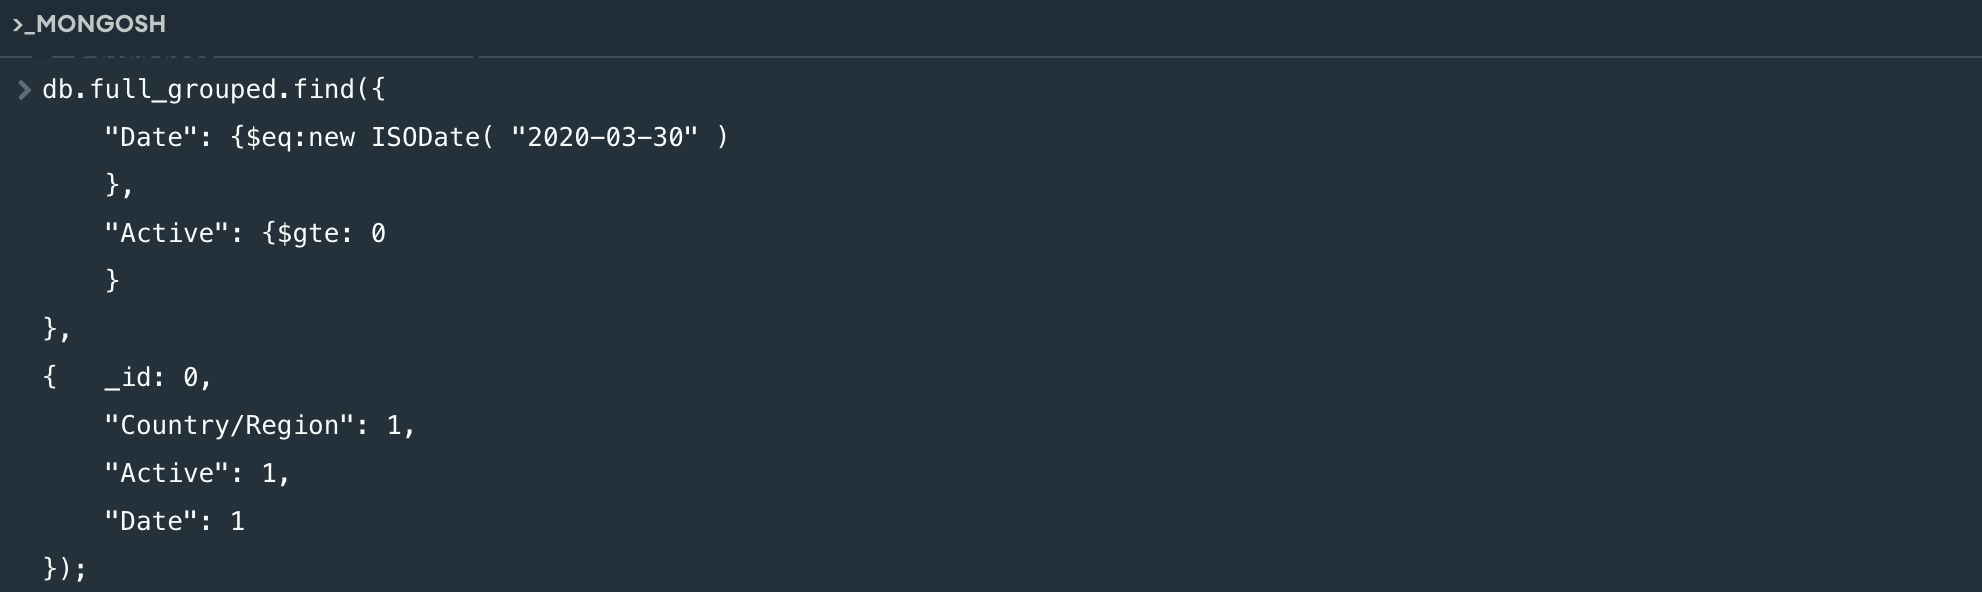 >_MONGOSH
> db.full_grouped.find({
"Date": {$eq:new ISODate( "2020-03-30" )
},
"Active": {$gte: 0
}
},
{ _id: 0,
"Country/Region": 1,
"Active": 1,
"Date": 1
});